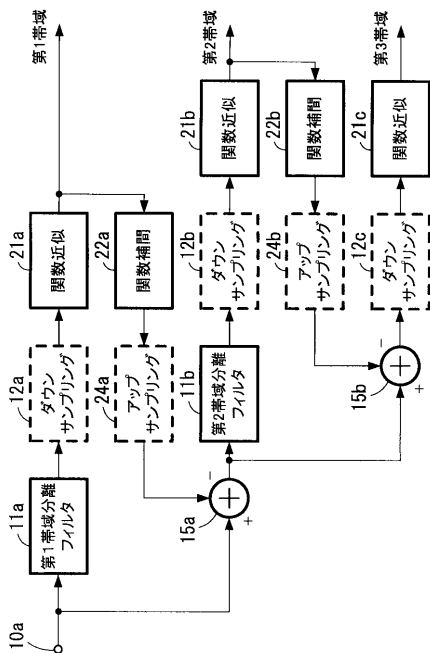 10a
11a
第1帯域分離
フィルタ
12a
ダウン
サンプリング
21a
関数近似
第1帯域
24a
アップ
サンプリング
22a
関数補間
15a
+
−
11b
第2帯域分離
フィルタ
12b
ダウン
サンプリング
21b
関数近似
第2帯域
24b
アップ
サンプリング
22b
関数補間
15b
+
−
12c
ダウン
サンプリング
21c
関数近似
第3帯域